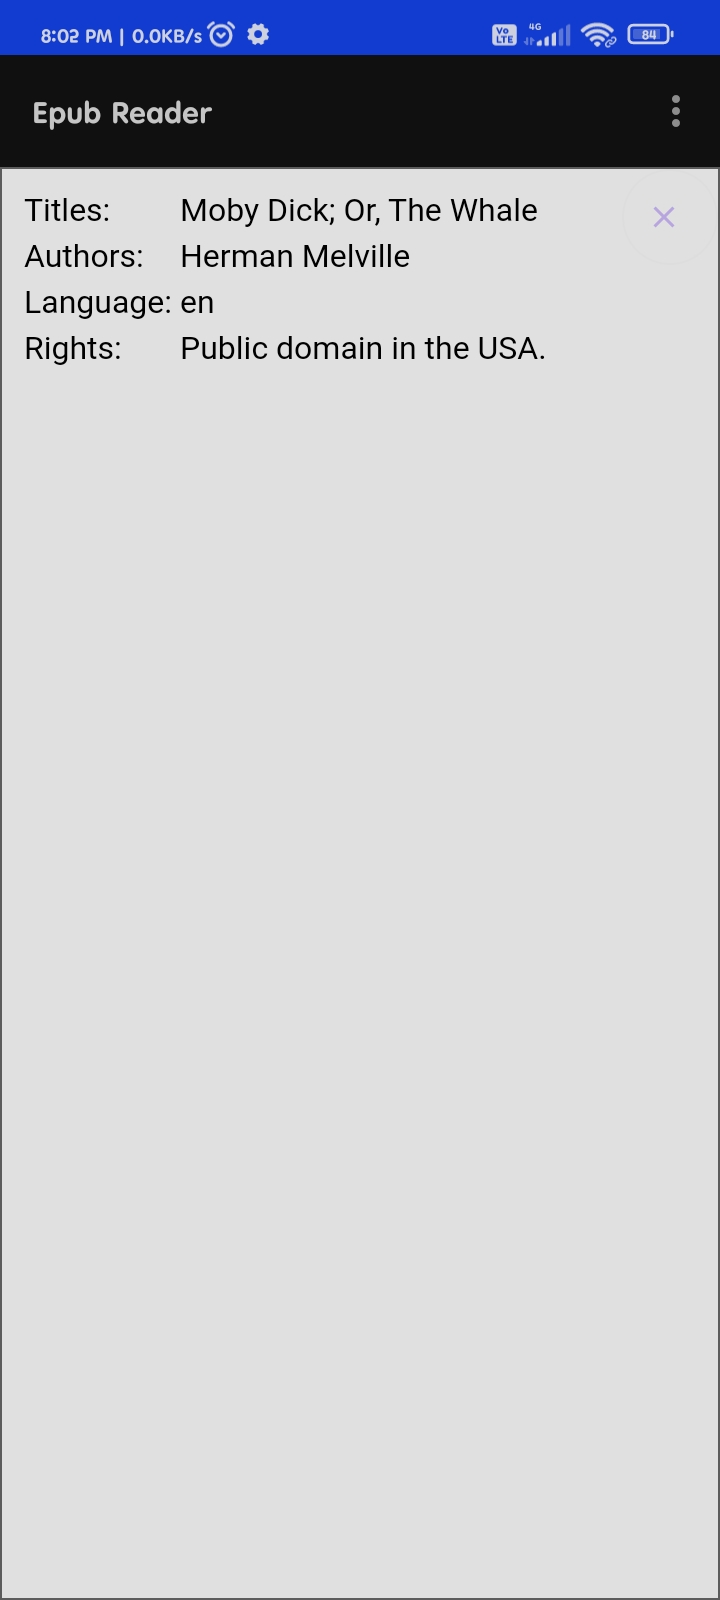 8:02 PM | 0.0KB/s Vo LTE 4G 84
Epub Reader
Titles: Moby Dick; Or, The Whale
Authors: Herman Melville
Language: en
Rights: Public domain in the USA.